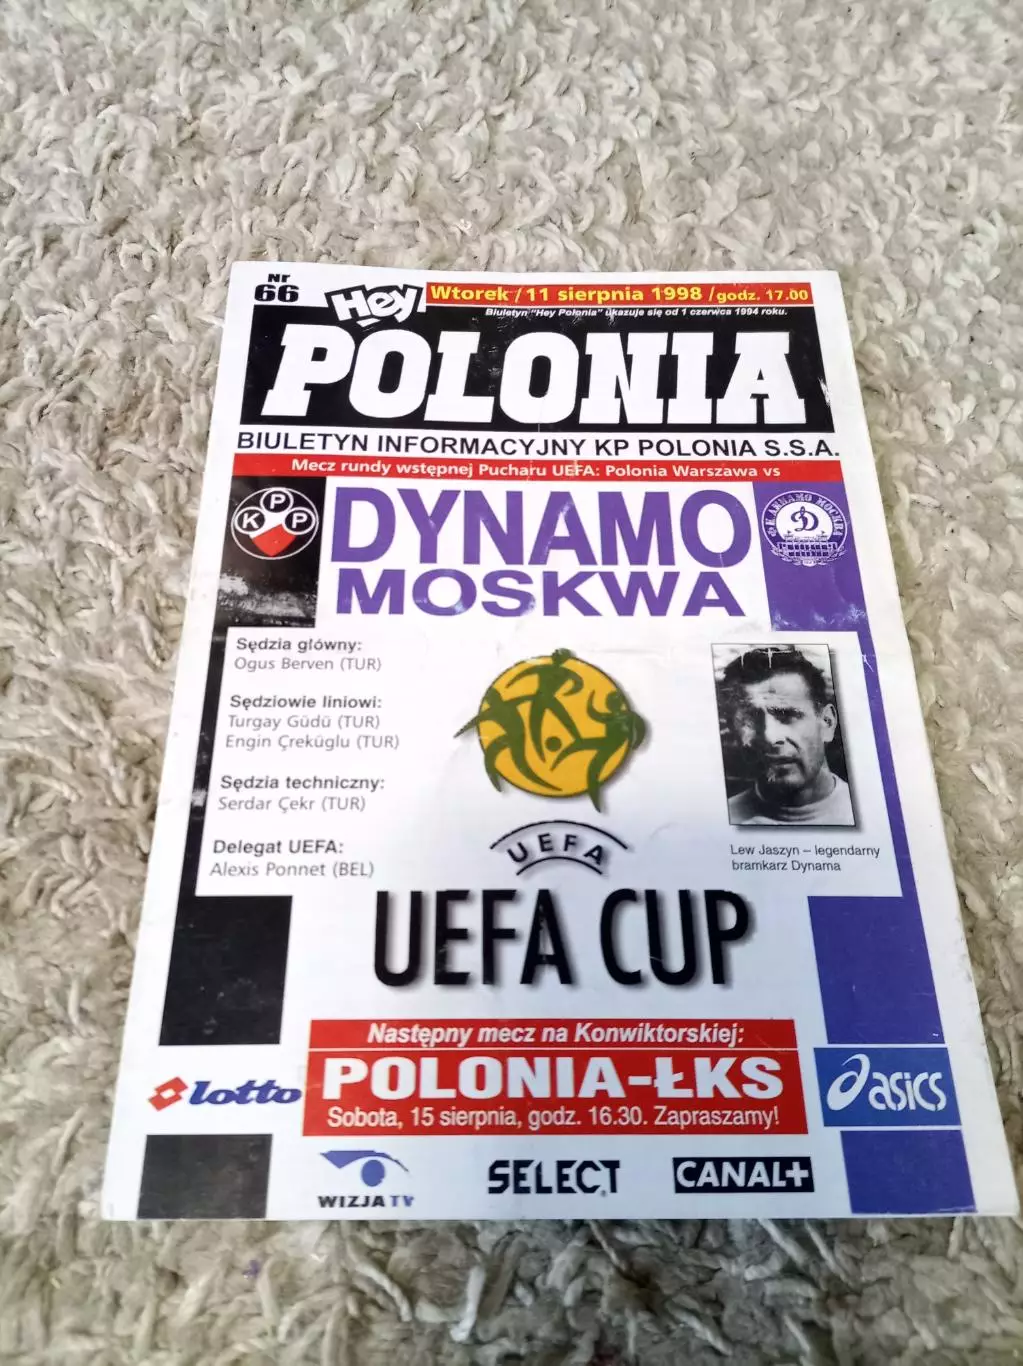 Nr
66
Hey
Wtorek/11 sierpnia 1998/godz. 17.00
Biuletyn "Hey Polonia" ukazuje się od 1 czerwca 1994 roku.
POLONIA
BIULETYN INFORMACYJNY KP POLONIA S.S.A.
Mecz rundy wstępnej Pucharu UEFA: Polonia Warszawa vs
KPP
DYNAMO
MOSKWA
Sędzia główny:
Ogus Berven (TUR)
Sędziowie liniowi:
Turgay Güdü (TUR)
Engin Çreküglu (TUR)
Sędzia techniczny:
Serdar Çekr (TUR)
Delegat UEFA:
Alexis Ponnet (BEL)
Lew Jaszyn – legendarny
bramkarz Dynama
UEFA
UEFA CUP
Następny mecz na Konwiktorskiej:
POLONIA-ŁKS
Sobota, 15 sierpnia, godz. 16.30. Zapraszamy!
lotto
asics
WIZJA TV
SELECT
CANAL+